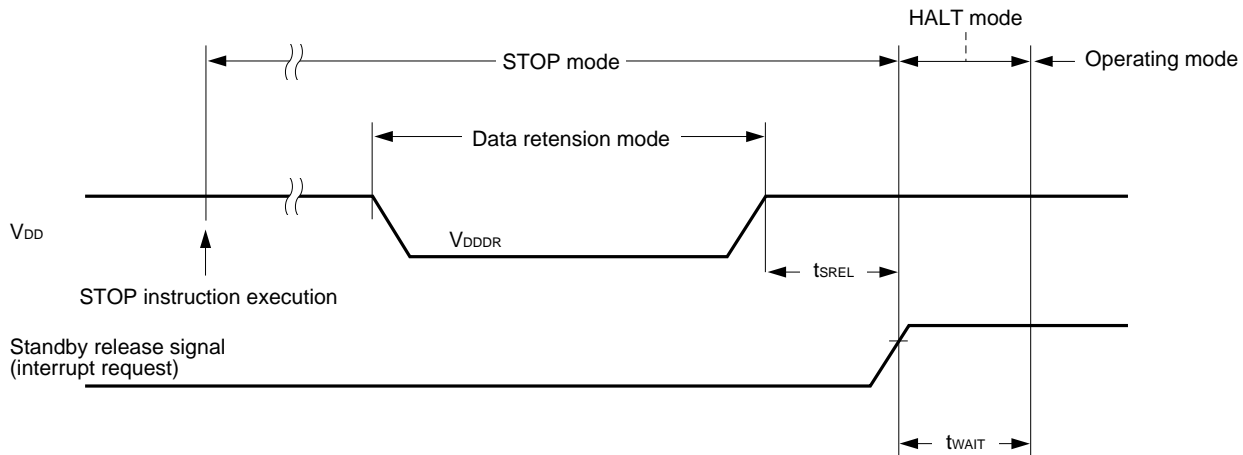 HALT mode
STOP mode
Operating mode
Data retension mode
VDD
VDDDR
tSREL
STOP instruction execution
Standby release signal
(interrupt request)
tWAIT